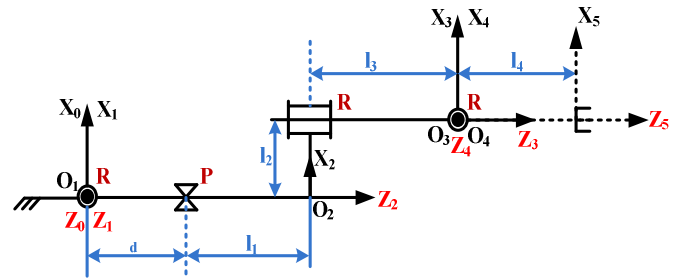 X₃ X₄
X₅
l₃
l₄
X₀ X₁
R
R
O₃ Z₄ O₄
Z₃
Z₅
l₂
X₂
O₁
R
P
Z₀ Z₁
O₂
Z₂
d
l₁